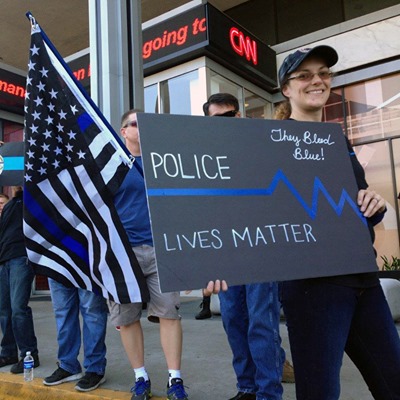 going to
CNN
They Bleed
Blue!
POLICE
LIVES MATTER